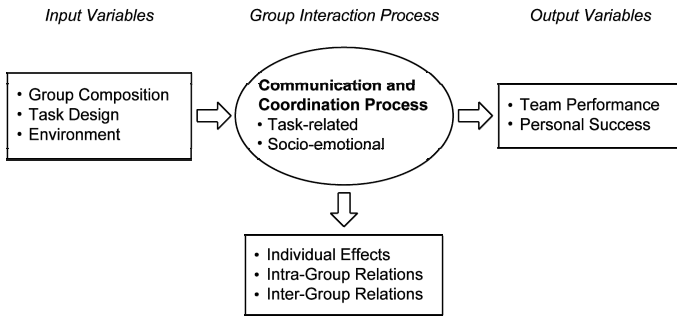 Input Variables
Group Interaction Process
Output Variables
• Group Composition
• Task Design
• Environment
Communication and
Coordination Process
• Task-related
• Socio-emotional
• Team Performance
• Personal Success
• Individual Effects
• Intra-Group Relations
• Inter-Group Relations